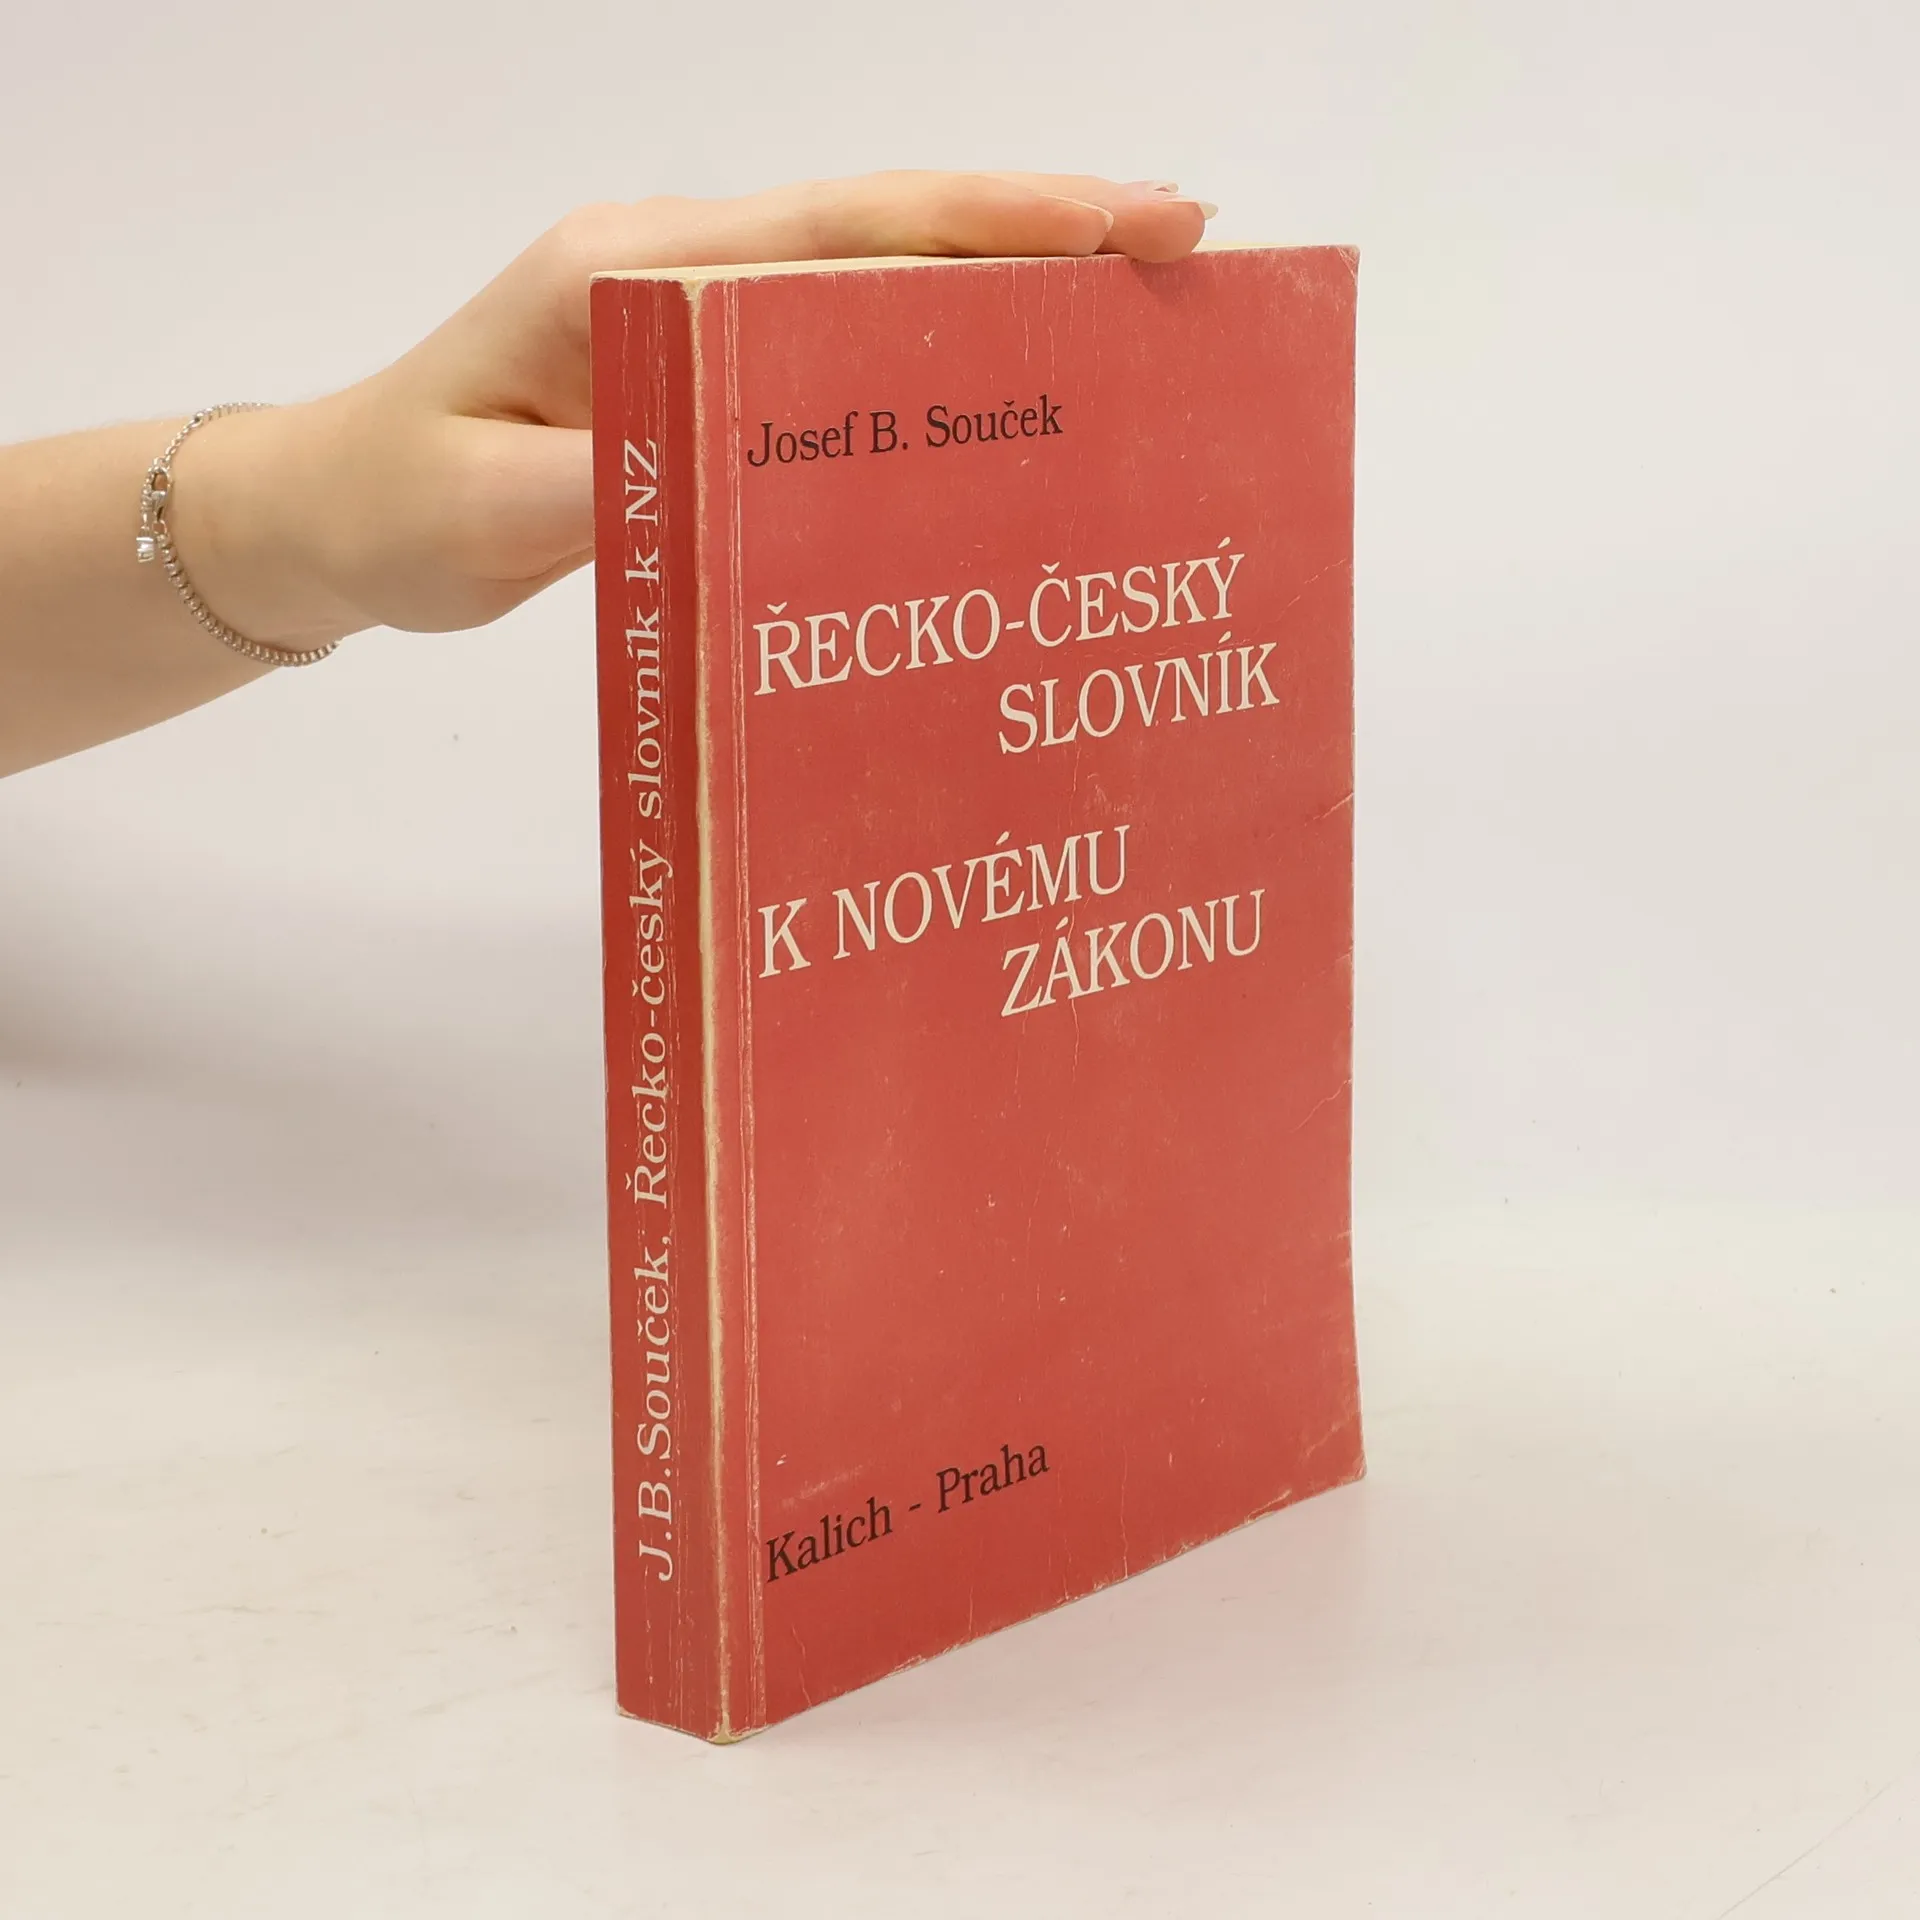 Josef B. Souček
ŘECKO-ČESKÝ
SLOVNÍK
K NOVÉMU
ZÁKONU
Kalich - Praha
J.B.Souček, Řecko-český slovník k NZ